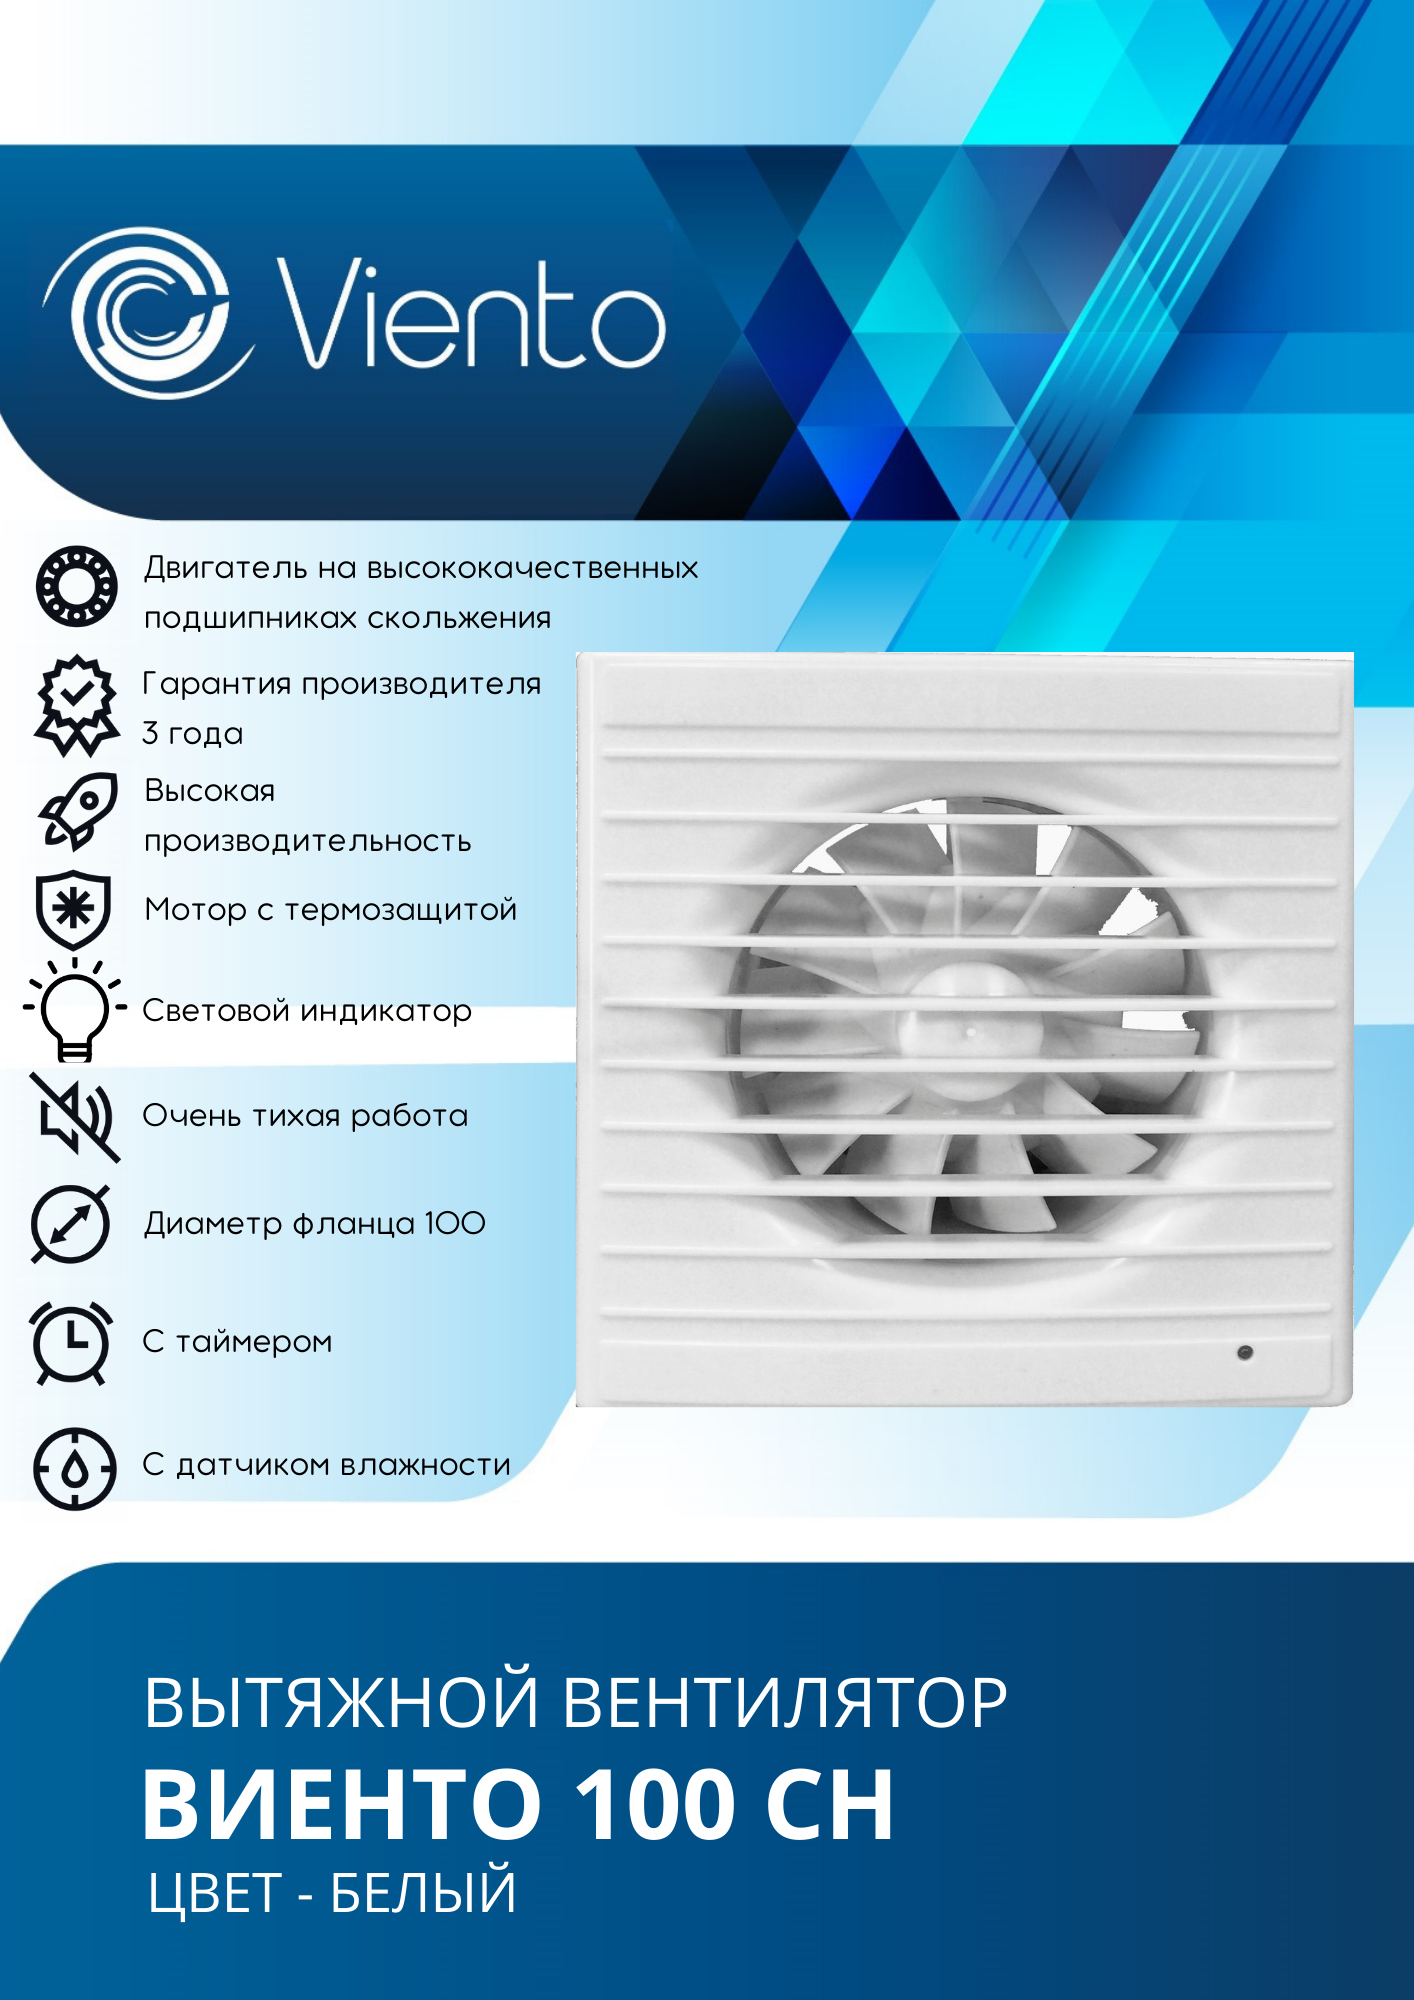 Viento
Двигатель на высококачественных
подшипниках скольжения
Гарантия производителя
3 года
Высокая
производительность
Мотор с термозащитой
Световой индикатор
Очень тихая работа
Диаметр фланца 100
С таймером
С датчиком влажности
ВЫТЯЖНОЙ ВЕНТИЛЯТОР
ВИЕНТО 100 СН
ЦВЕТ - БЕЛЫЙ